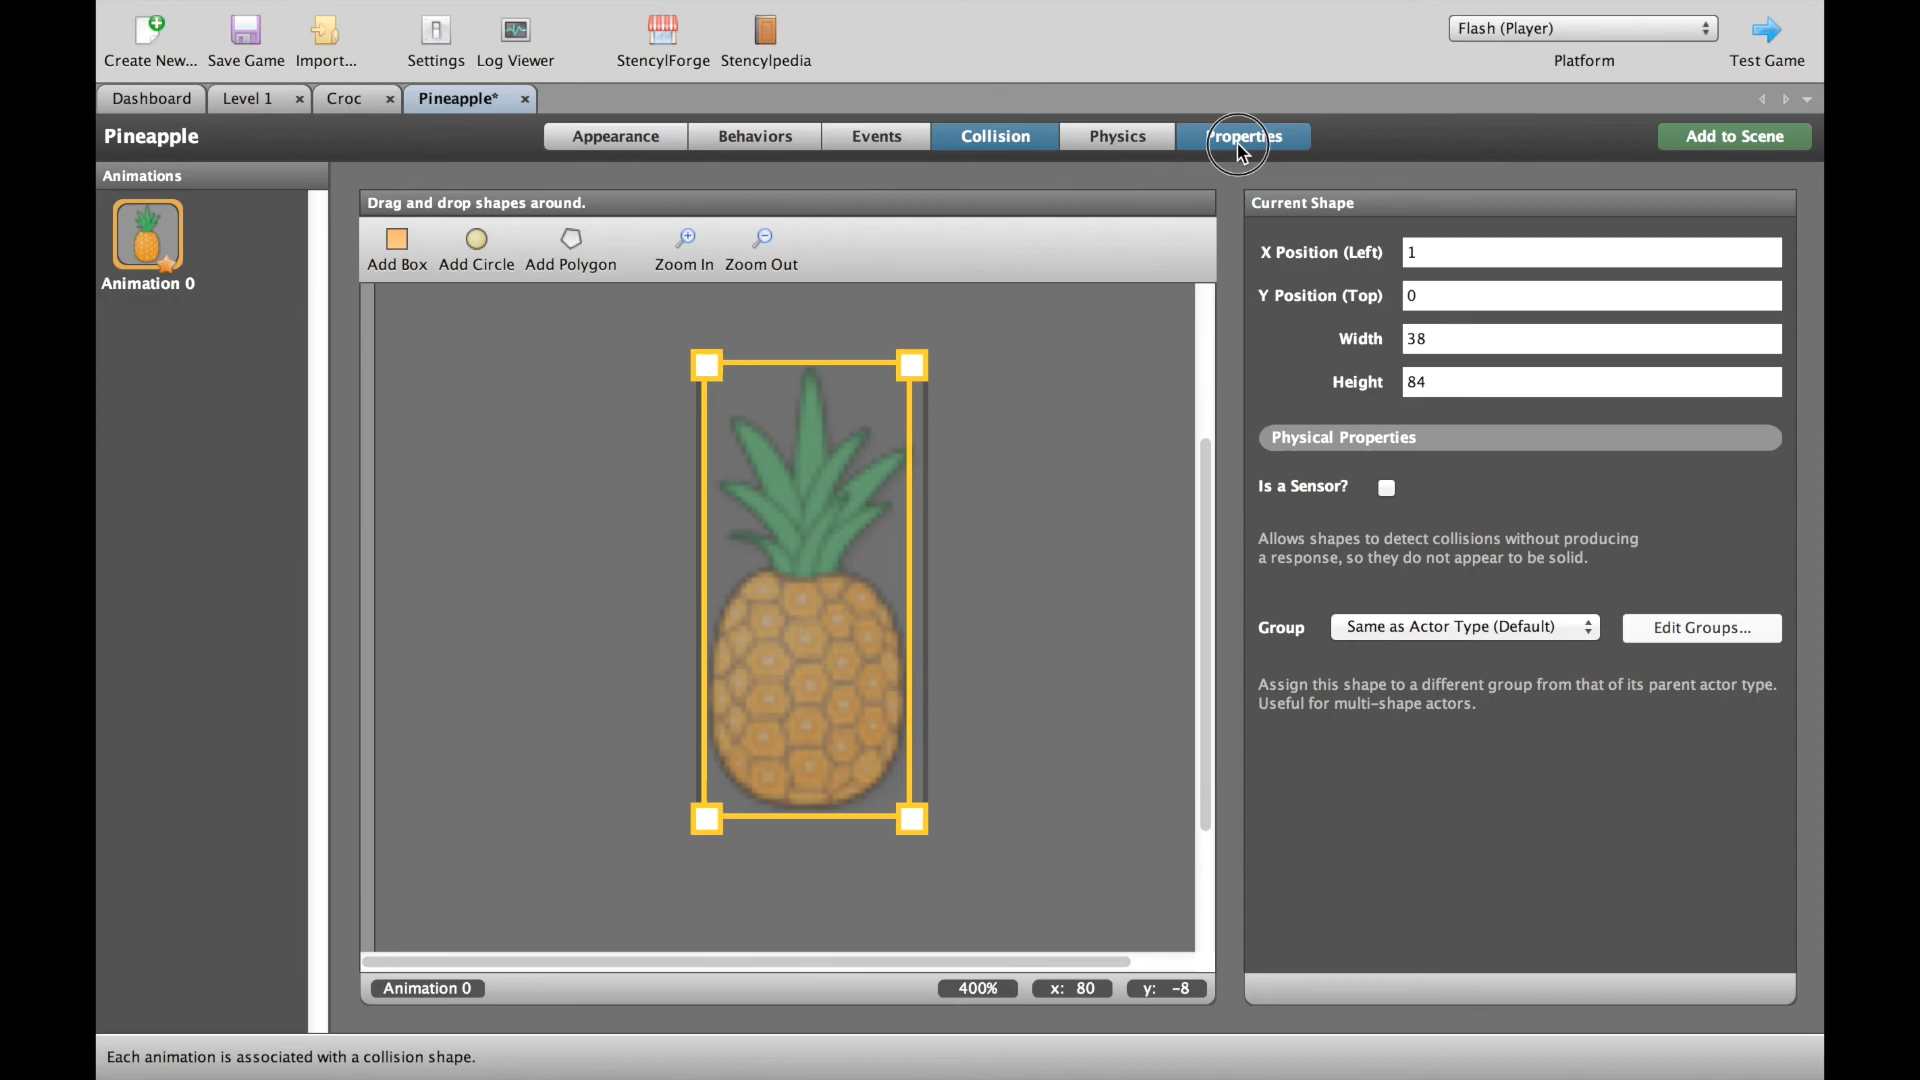 Create New...
Save Game
Import...
Settings
Log Viewer
StencylForge
Stencylpedia
Flash (Player)
Platform
Test Game
Dashboard
Level 1
Croc
Pineapple*
Pineapple
Appearance
Behaviors
Events
Collision
Physics
Properties
Add to Scene
Animations
Animation 0
Drag and drop shapes around.
Add Box
Add Circle
Add Polygon
Zoom In
Zoom Out
Animation 0
400%
x: 80
y: -8
Current Shape
X Position (Left)
1
Y Position (Top)
0
Width
38
Height
84
Physical Properties
Is a Sensor?
Allows shapes to detect collisions without producing
a response, so they do not appear to be solid.
Group
Same as Actor Type (Default)
Edit Groups...
Assign this shape to a different group from that of its parent actor type.
Useful for multi-shape actors.
Each animation is associated with a collision shape.